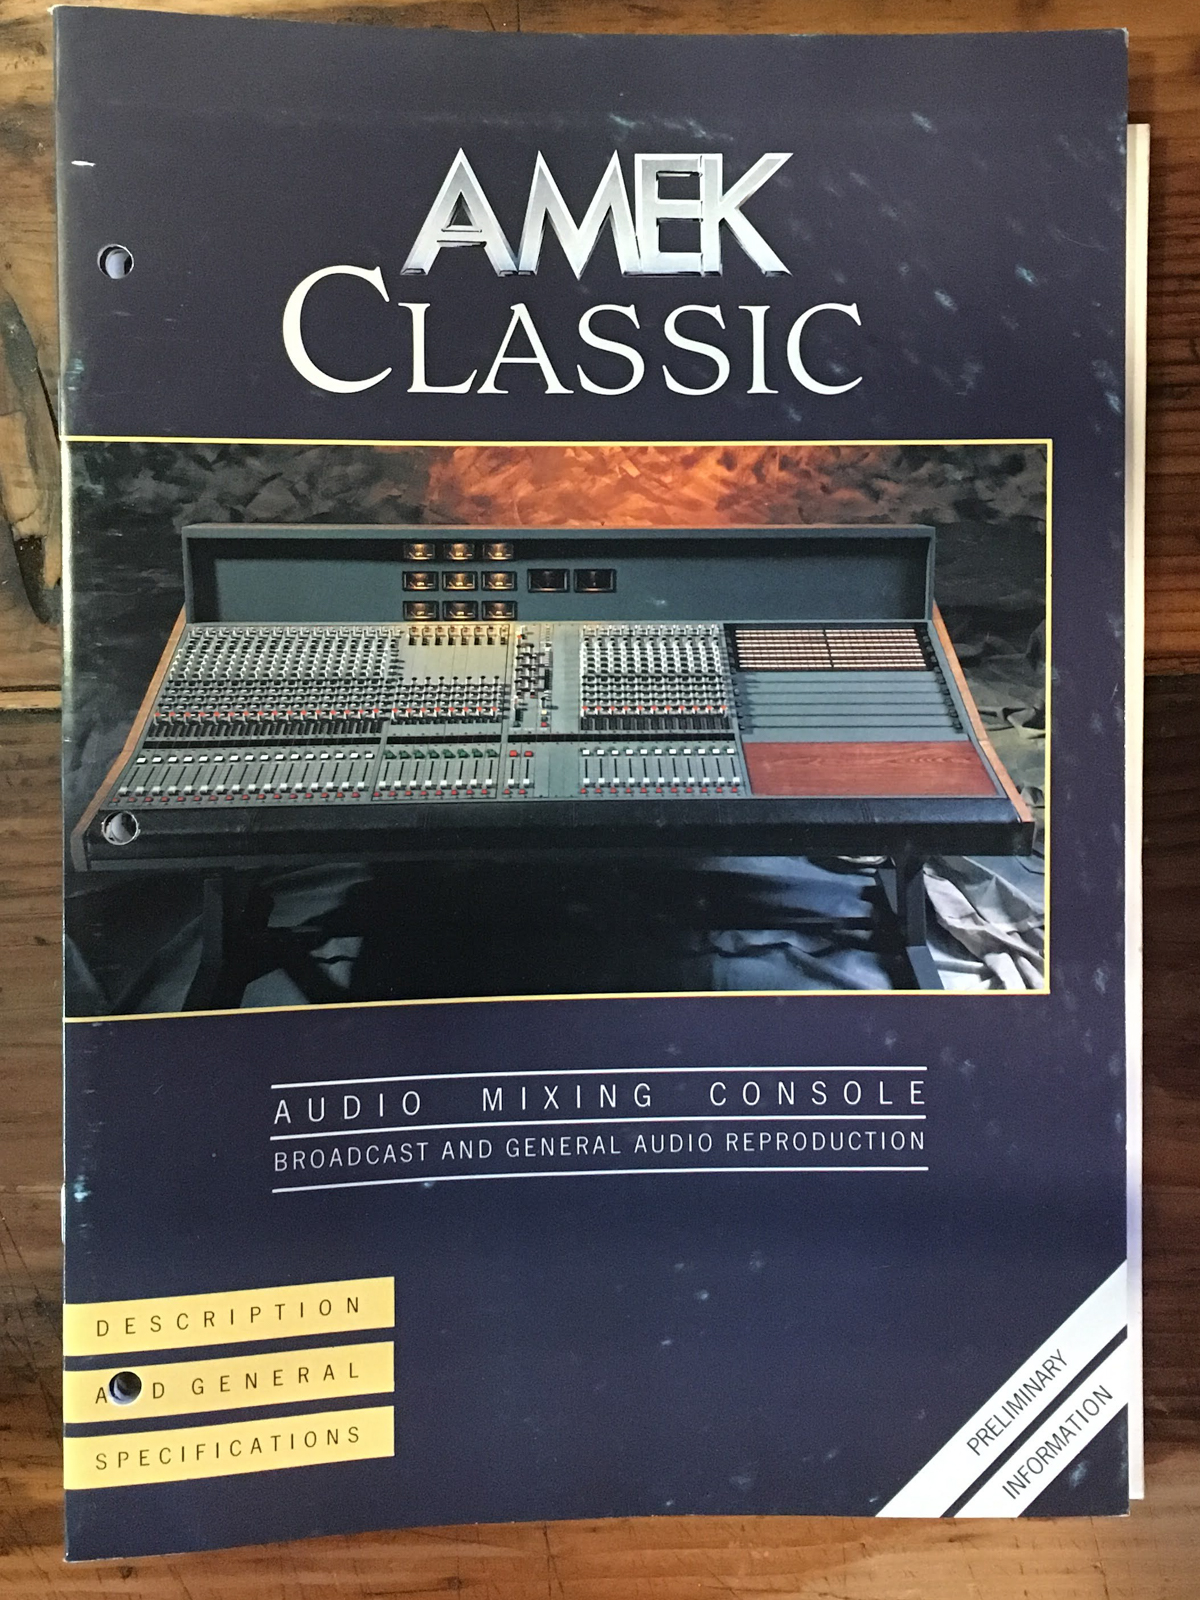 AMEK
CLASSIC
AUDIO MIXING CONSOLE
BROADCAST AND GENERAL AUDIO REPRODUCTION
DESCRIPTION
A D GENERAL
SPECIFICATIONS
PRELIMINARY
INFORMATION